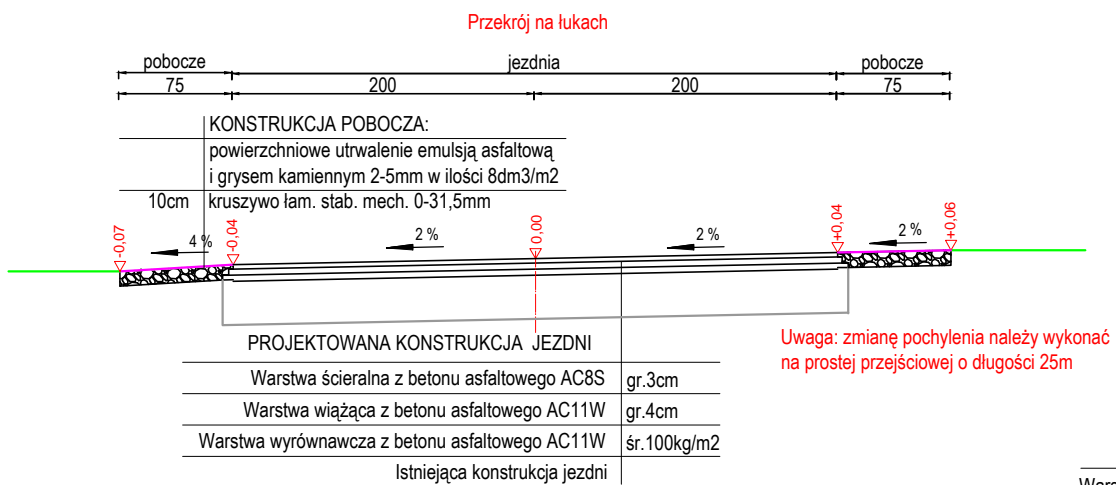 Przekrój na łukach
pobocze jezdnia pobocze
75 200 200 75
KONSTRUKCJA POBOCZA:
powierzchniowe utrwalenie emulsją asfaltową
i grysem kamiennym 2-5mm w ilości 8dm3/m2
10cm kruszywo łam. stab. mech. 0-31,5mm
-0,07 4 % -0,04 2 % 0,00 2 % +0,04 2 % +0,06
Uwaga: zmianę pochylenia należy wykonać
na prostej przejściowej o długości 25m
PROJEKTOWANA KONSTRUKCJA JEZDNI
Warstwa ścieralna z betonu asfaltowego AC8S gr.3cm
Warstwa wiążąca z betonu asfaltowego AC11W gr.4cm
Warstwa wyrównawcza z betonu asfaltowego AC11W śr.100kg/m2
Istniejąca konstrukcja jezdni